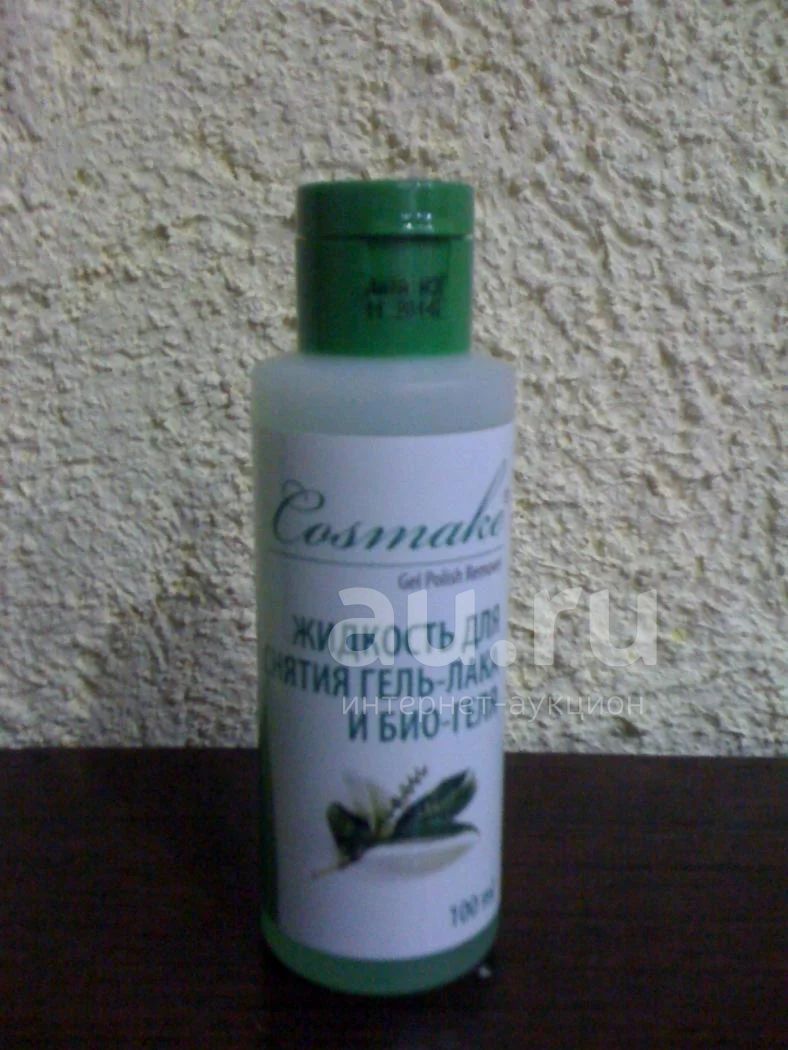 Cosmake
Gel Polish Remover
ЖИДКОСТЬ ДЛЯ
СНЯТИЯ ГЕЛЬ-ЛАКА
И БИО-ГЕЛЯ
100 ml
au.ru
интернет-аукцион